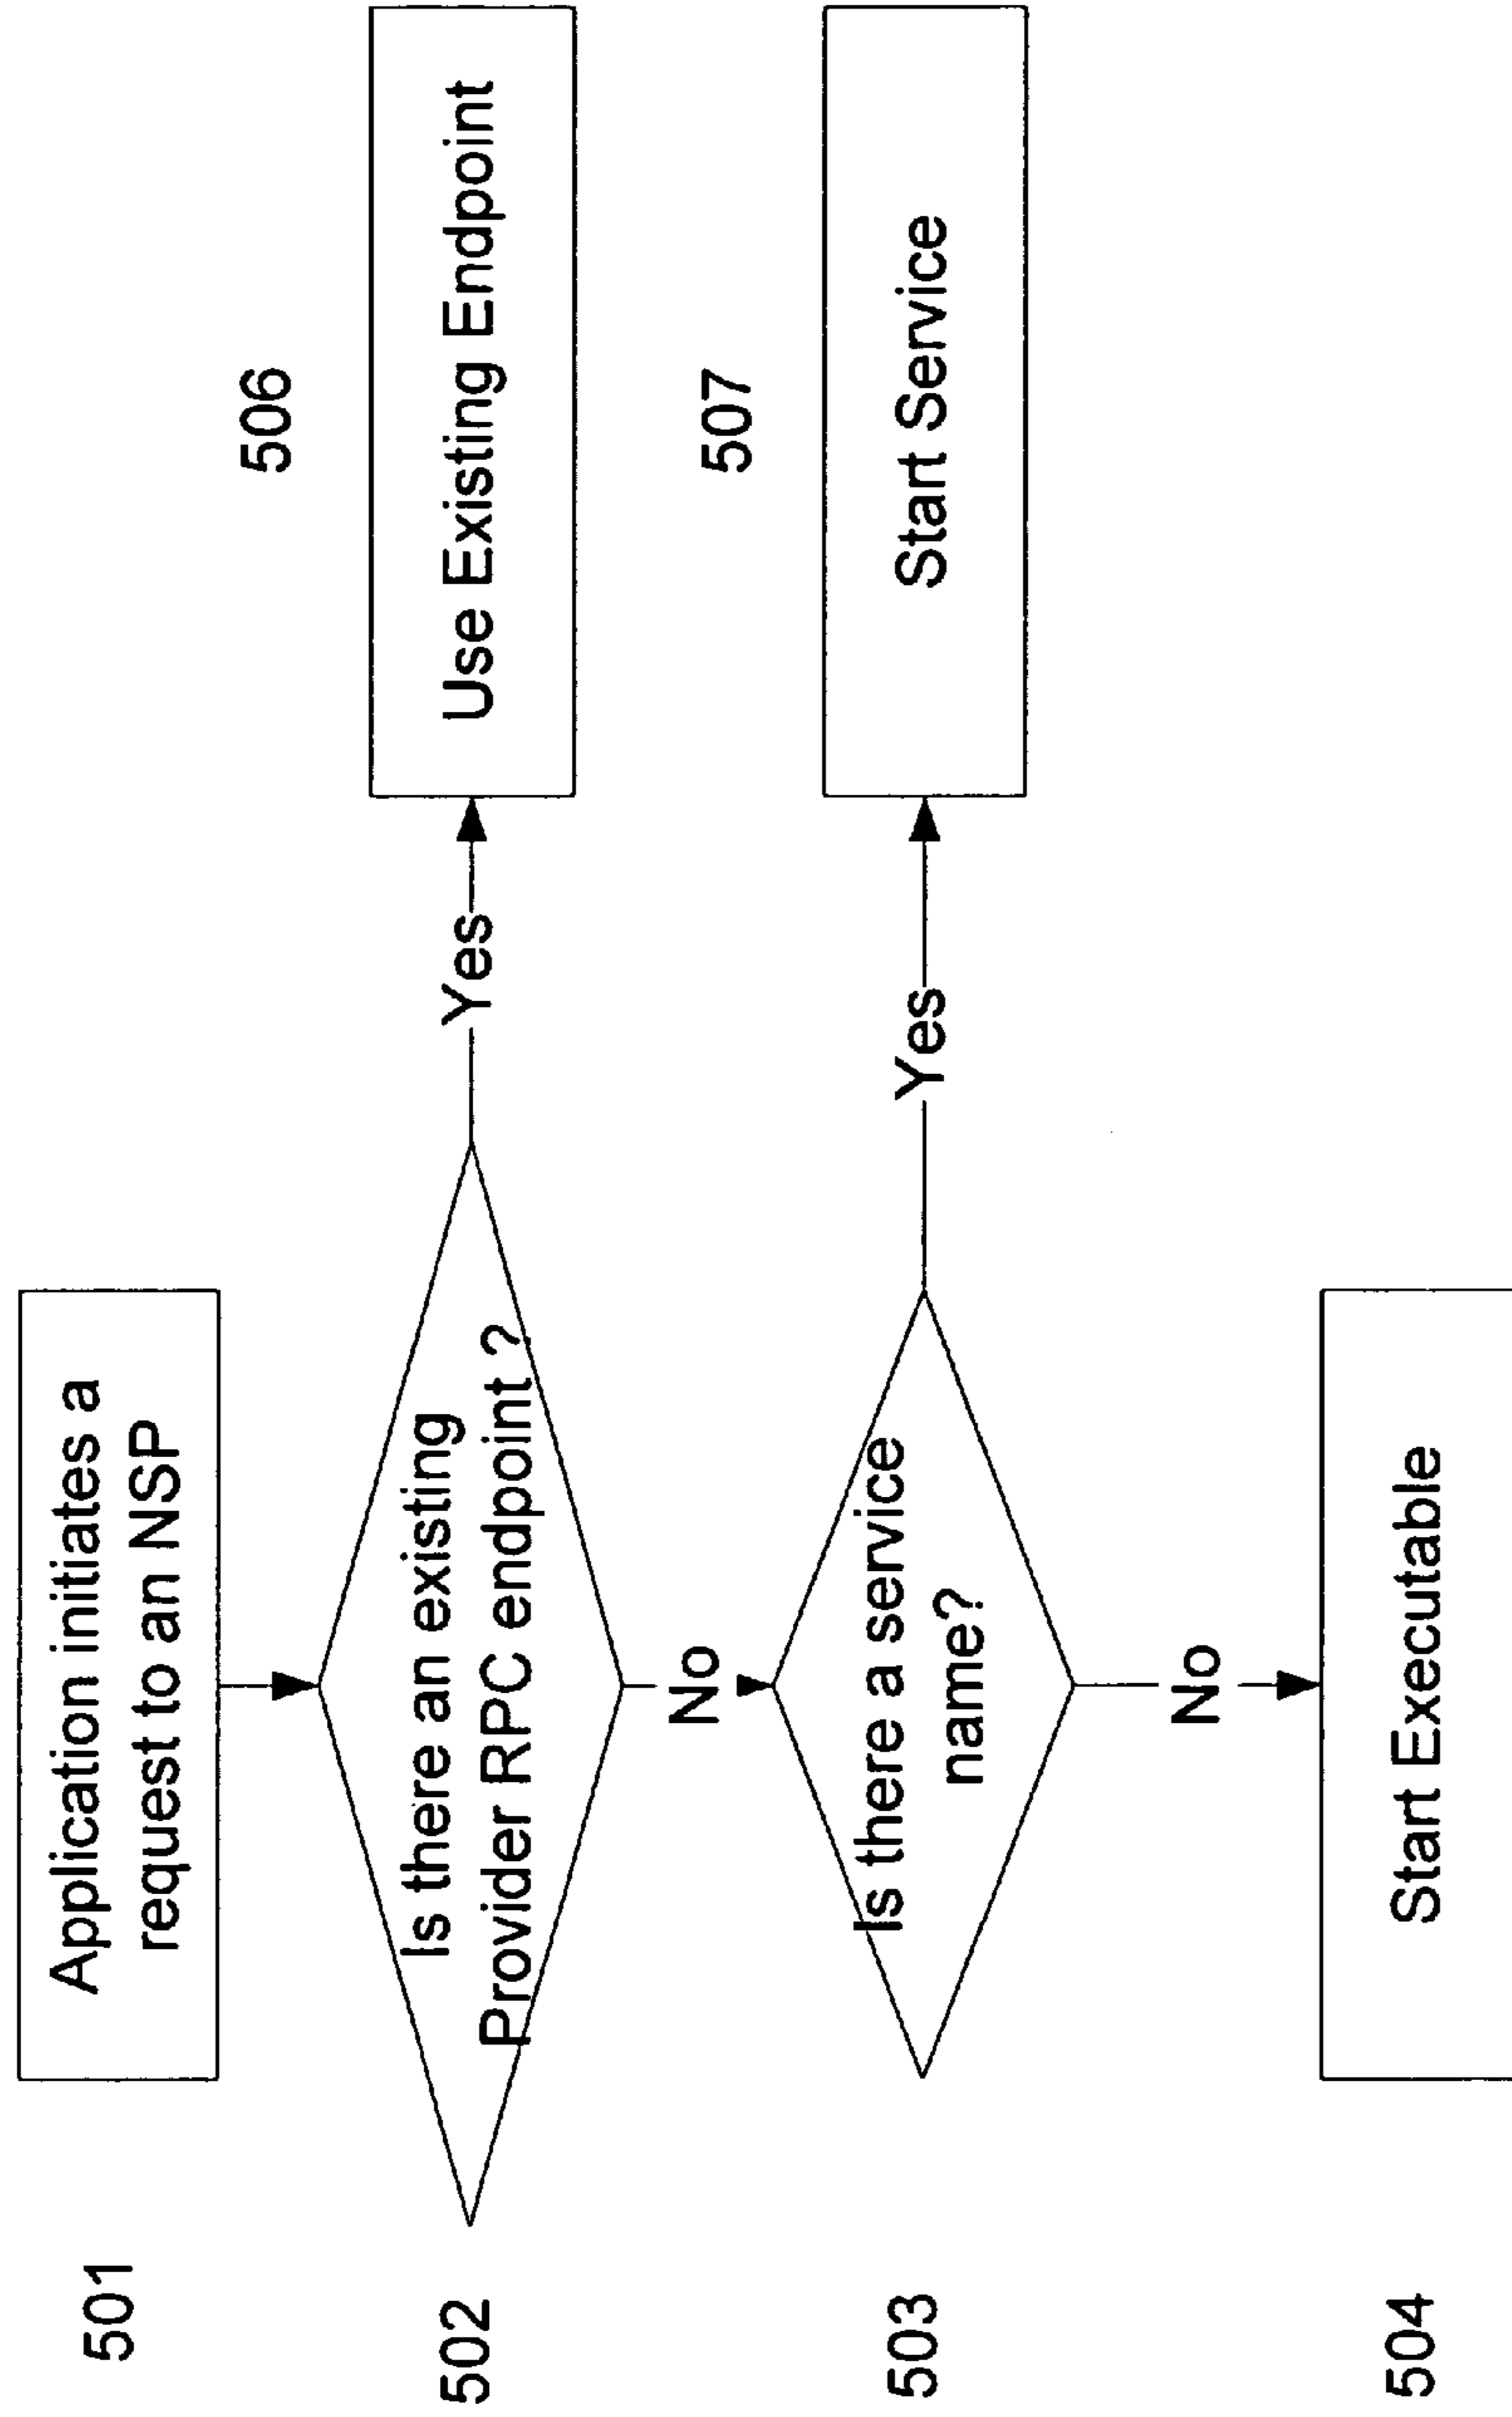 501
Application initiates a
request to an NSP
502
Is there an existing
Provider RPC endpoint ?
Yes
506
Use Existing Endpoint
No
503
Is there a service
name?
Yes
507
Start Service
No
504
Start Executable